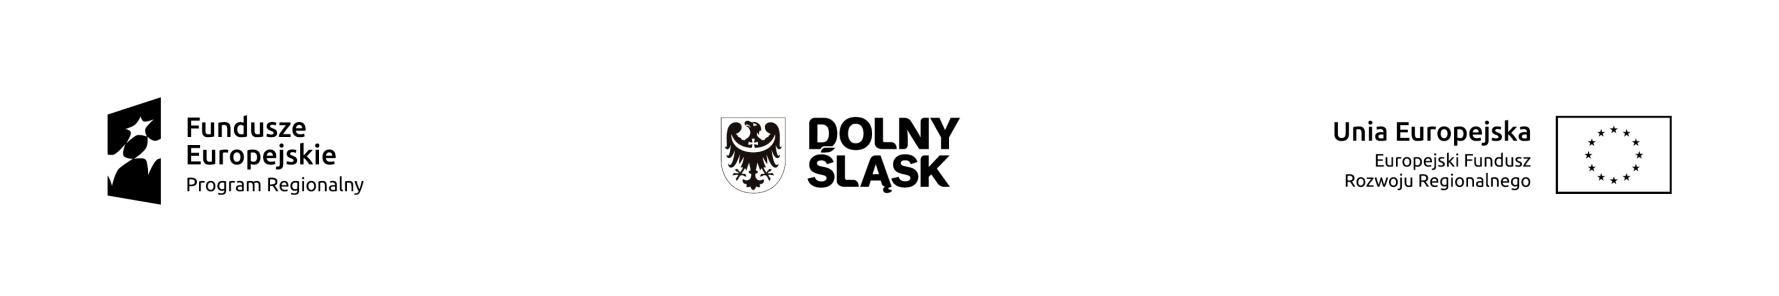 Fundusze
Europejskie
Program Regionalny
DOLNY
ŚLĄSK
Unia Europejska
Europejski Fundusz
Rozwoju Regionalnego